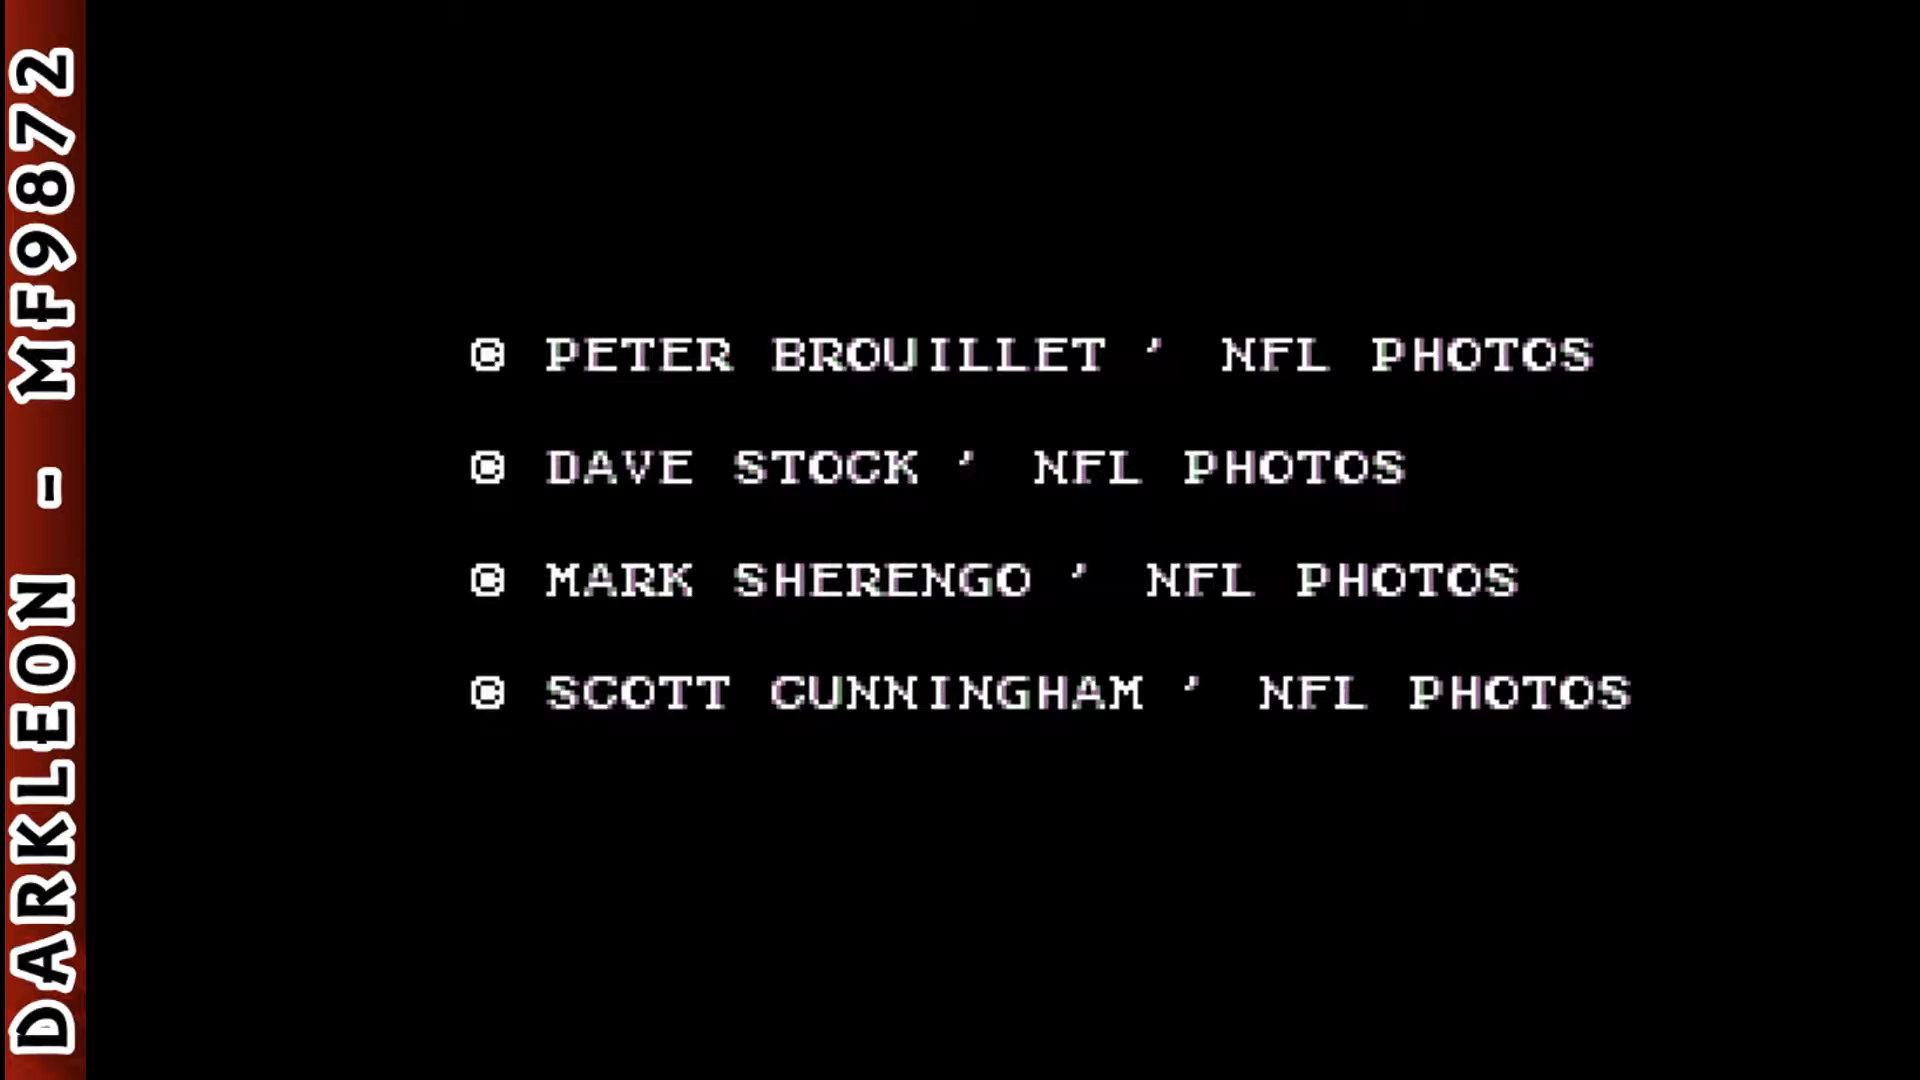 DARKLEON - MF9872
© PETER BROUILLET ’ NFL PHOTOS
© DAVE STOCK ’ NFL PHOTOS
© MARK SHERENGO ’ NFL PHOTOS
© SCOTT CUNNINGHAM ’ NFL PHOTOS